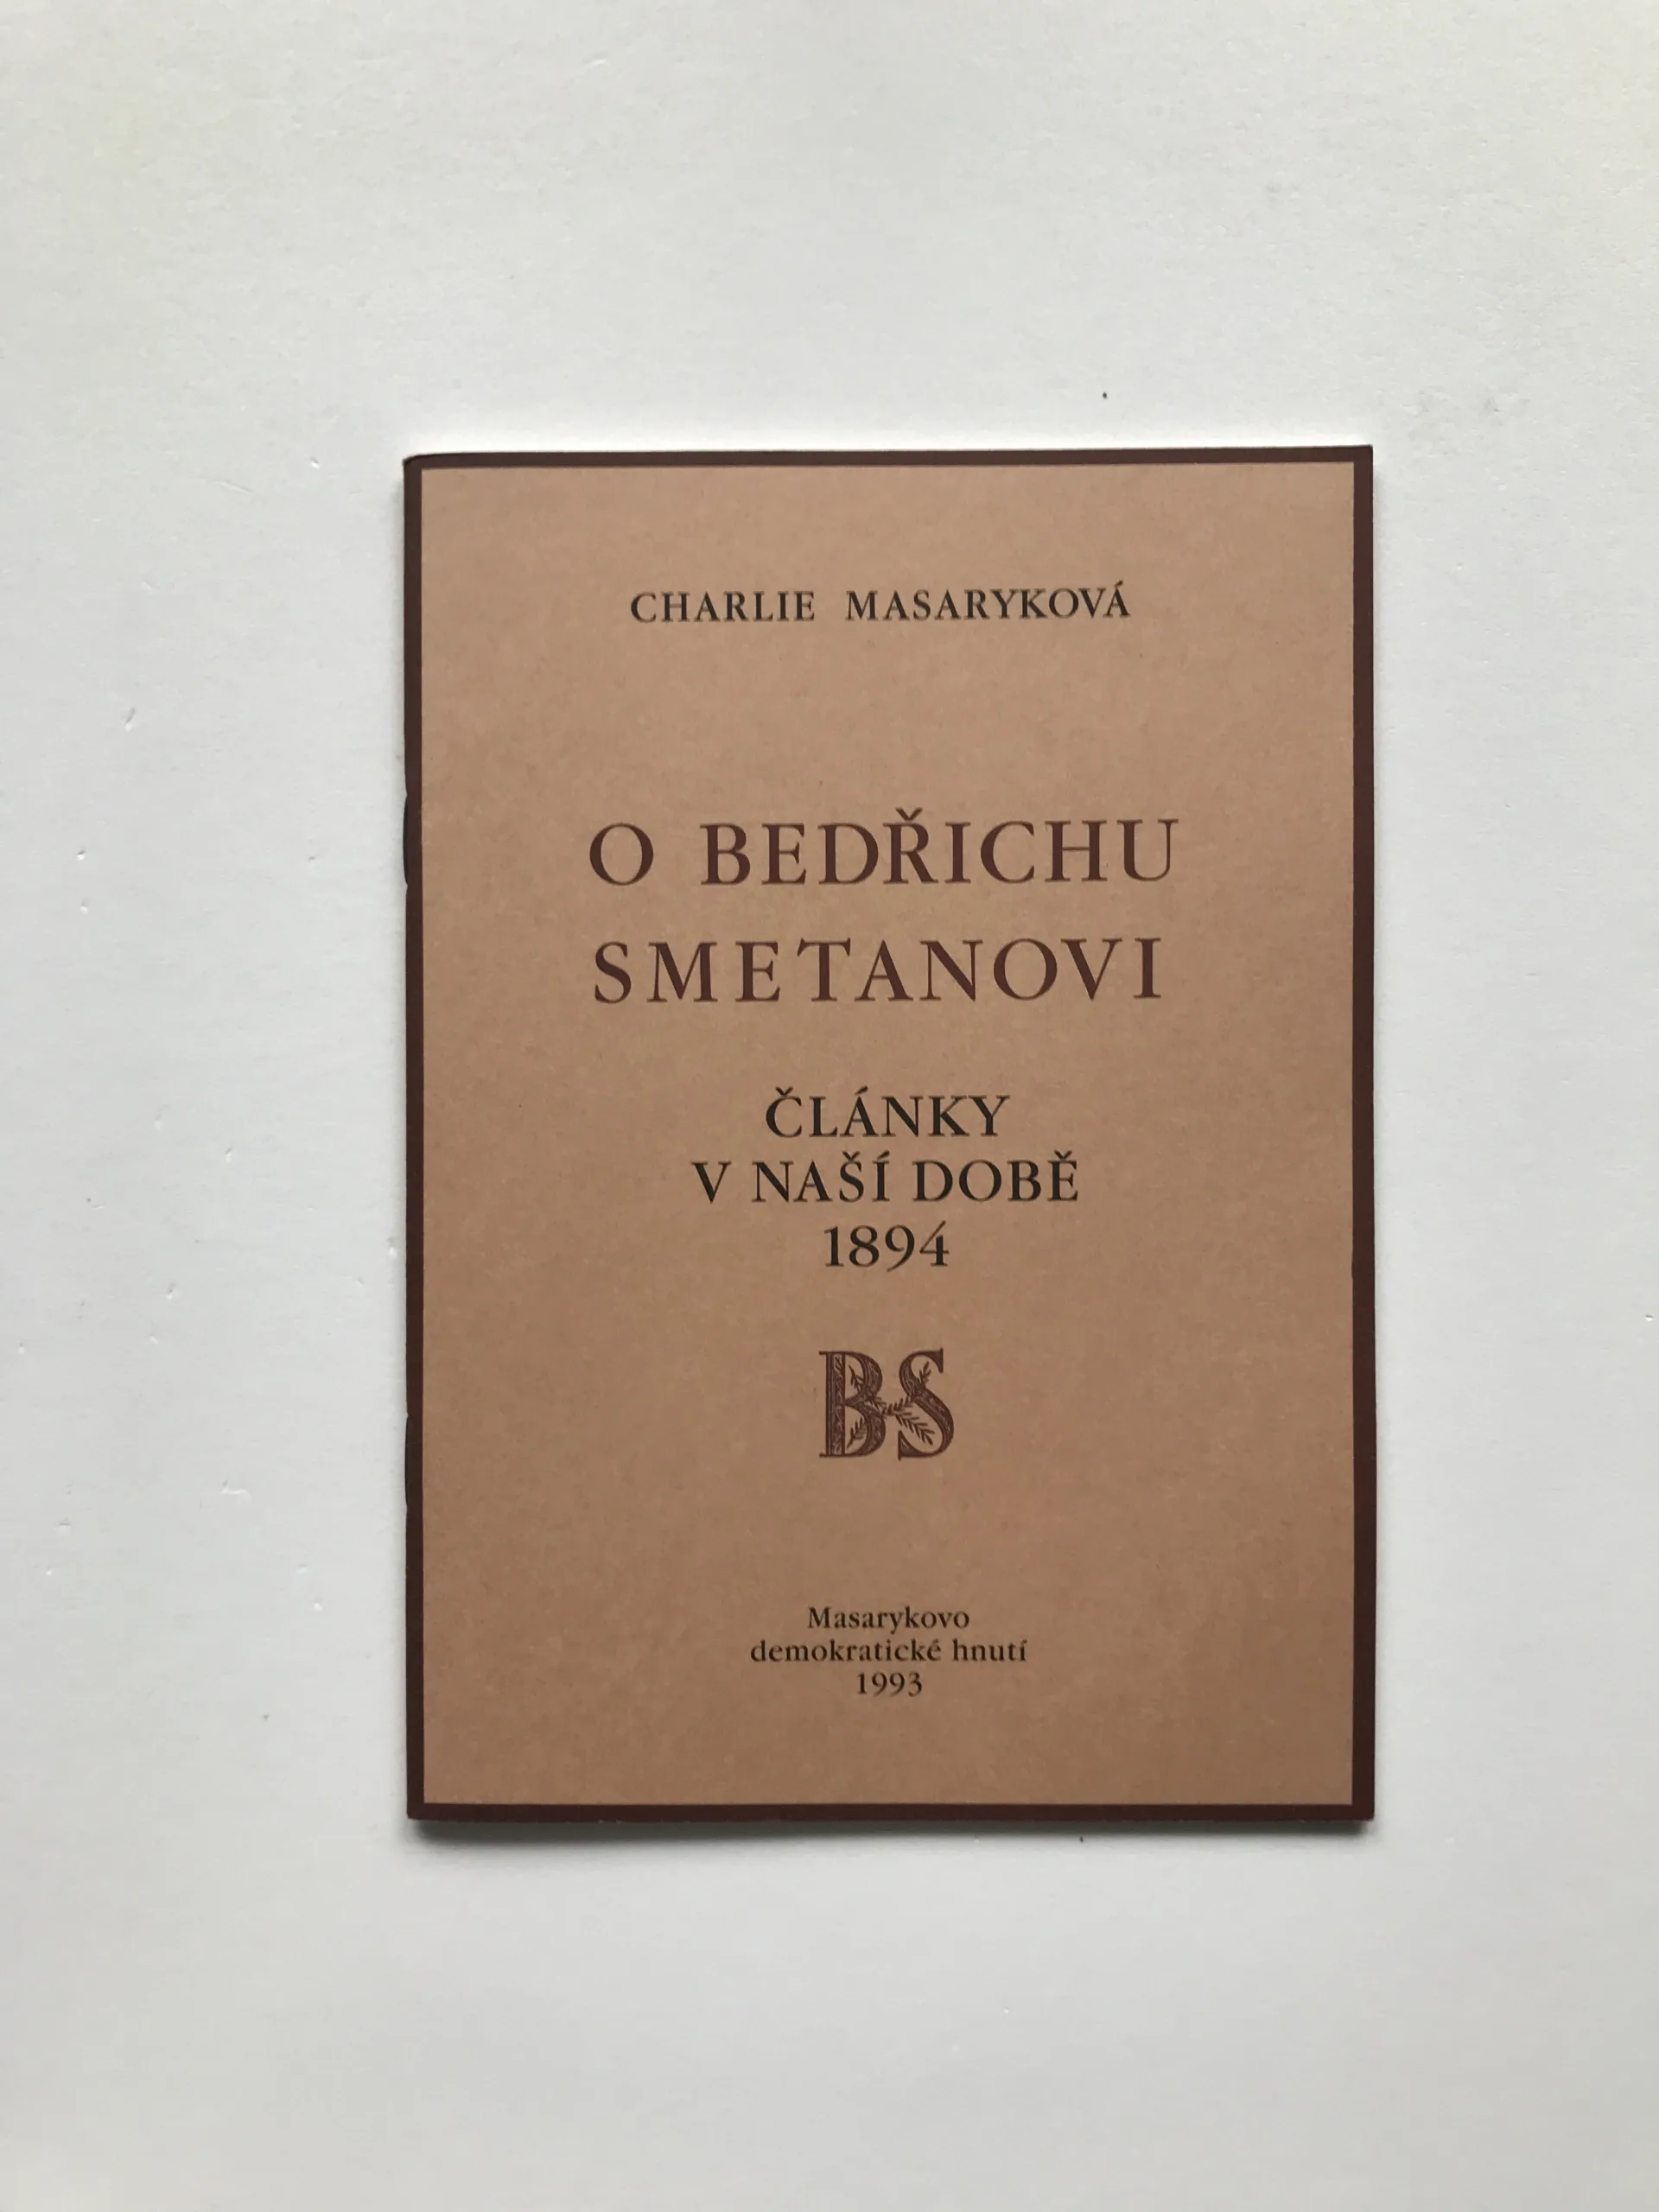 CHARLIE MASARYKOVÁ
O BEDŘICHU
SMETANOVI
ČLÁNKY
V NAŠÍ DOBĚ
1894
BS
Masarykovo
demokratické hnutí
1993